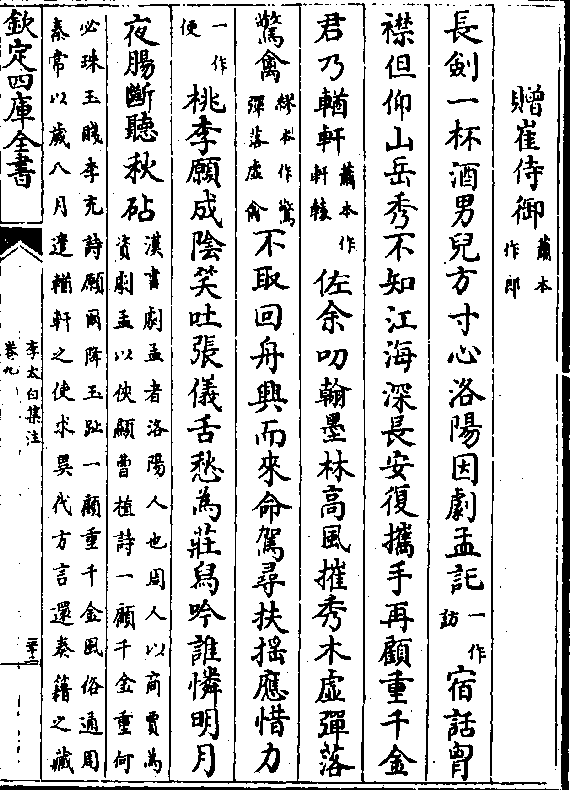 贈崔侍御蕭本作郎
長劍一杯酒男兒方寸心洛陽因劇孟託一作訪宿話胷
襟但仰山岳秀不知江海深長安復攜手再顧重千金
君乃輶軒蕭本作軒轅佐余叨翰墨林高風摧秀木虛彈落
驚禽繆本作驚彈落虛禽不取回舟興而來命駕尋扶搖應惜力
一作便桃李願成陰笑吐張儀舌愁為莊舄吟誰憐明月
夜腸斷聽秋砧漢書劇孟者洛陽人也周人以商賈為資劇孟以俠顯曹植詩一顧千金重何
必珠玉賤李充詩願爾降玉趾一顧重千金風俗通周
秦常以歲八月遣輶軒之使求異代方言還奏籍之藏
欽定四庫全書
李太白集注
卷九